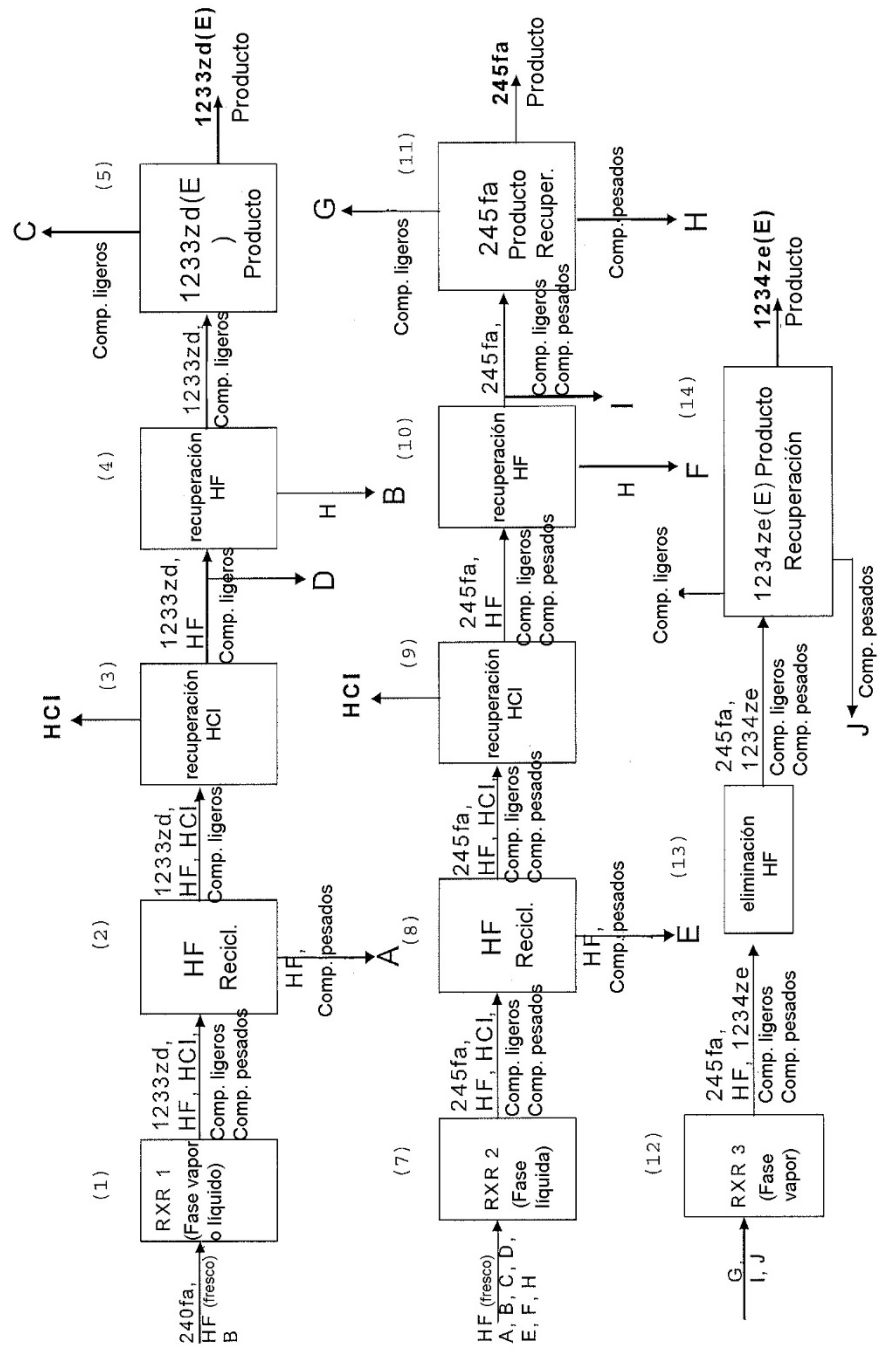 (1)
240fa,
HF (fresco)
B
RXR 1
(Fase vapor
o líquido)
1233zd,
HF, HCl,
Comp. ligeros
Comp. pesados
(2)
HF
Recicl.
HF,
Comp. pesados
A
1233zd,
HF, HCl
Comp. ligeros
(3)
HCl
recuperación
HCl
1233zd,
HF
Comp. ligeros
D
(4)
recuperación
HF
H
B
1233zd,
Comp. ligeros
(5)
C
Comp. ligeros
1233zd(E
)
Producto
1233zd(E)
Producto
(7)
HF (fresco)
A, B, C, D,
E, F, H
RXR 2
(Fase
líquida)
245fa,
HF, HCl,
Comp. ligeros
Comp. pesados
(8)
HF
Recicl.
HF,
Comp. pesados
E
245fa,
HF, HCl,
Comp. ligeros
Comp. pesados
(9)
HCl
recuperación
HCl
245fa,
HF
Comp. ligeros
Comp. pesados
(10)
recuperación
HF
H
F
245fa,
Comp. ligeros
Comp. pesados
I
(11)
G
Comp. ligeros
245fa
Producto
Recuper.
245fa
Producto
Comp. pesados
H
(12)
G,
I, J
RXR 3
(Fase
vapor)
245fa,
HF, 1234ze
Comp. ligeros
Comp. pesados
(13)
eliminación
HF
245fa,
1234ze
Comp. ligeros
Comp. pesados
(14)
Comp. ligeros
1234ze(E) Producto
Recuperación
1234ze(E)
Producto
J
Comp. pesados